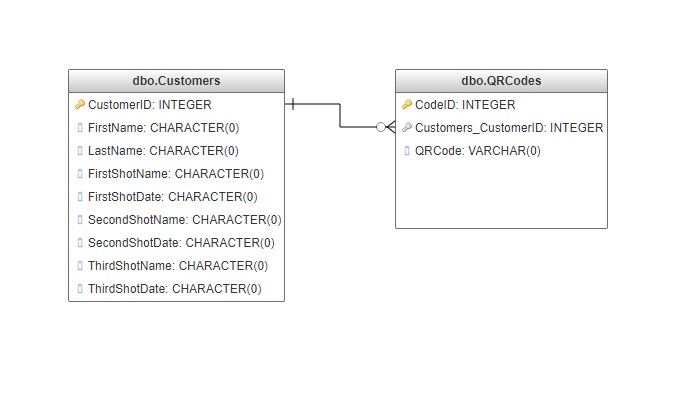 dbo.Customers
CustomerID: INTEGER
FirstName: CHARACTER(0)
LastName: CHARACTER(0)
FirstShotName: CHARACTER(0)
FirstShotDate: CHARACTER(0)
SecondShotName: CHARACTER(0)
SecondShotDate: CHARACTER(0)
ThirdShotName: CHARACTER(0)
ThirdShotDate: CHARACTER(0)
dbo.QRCodes
CodeID: INTEGER
Customers_CustomerID: INTEGER
QRCode: VARCHAR(0)